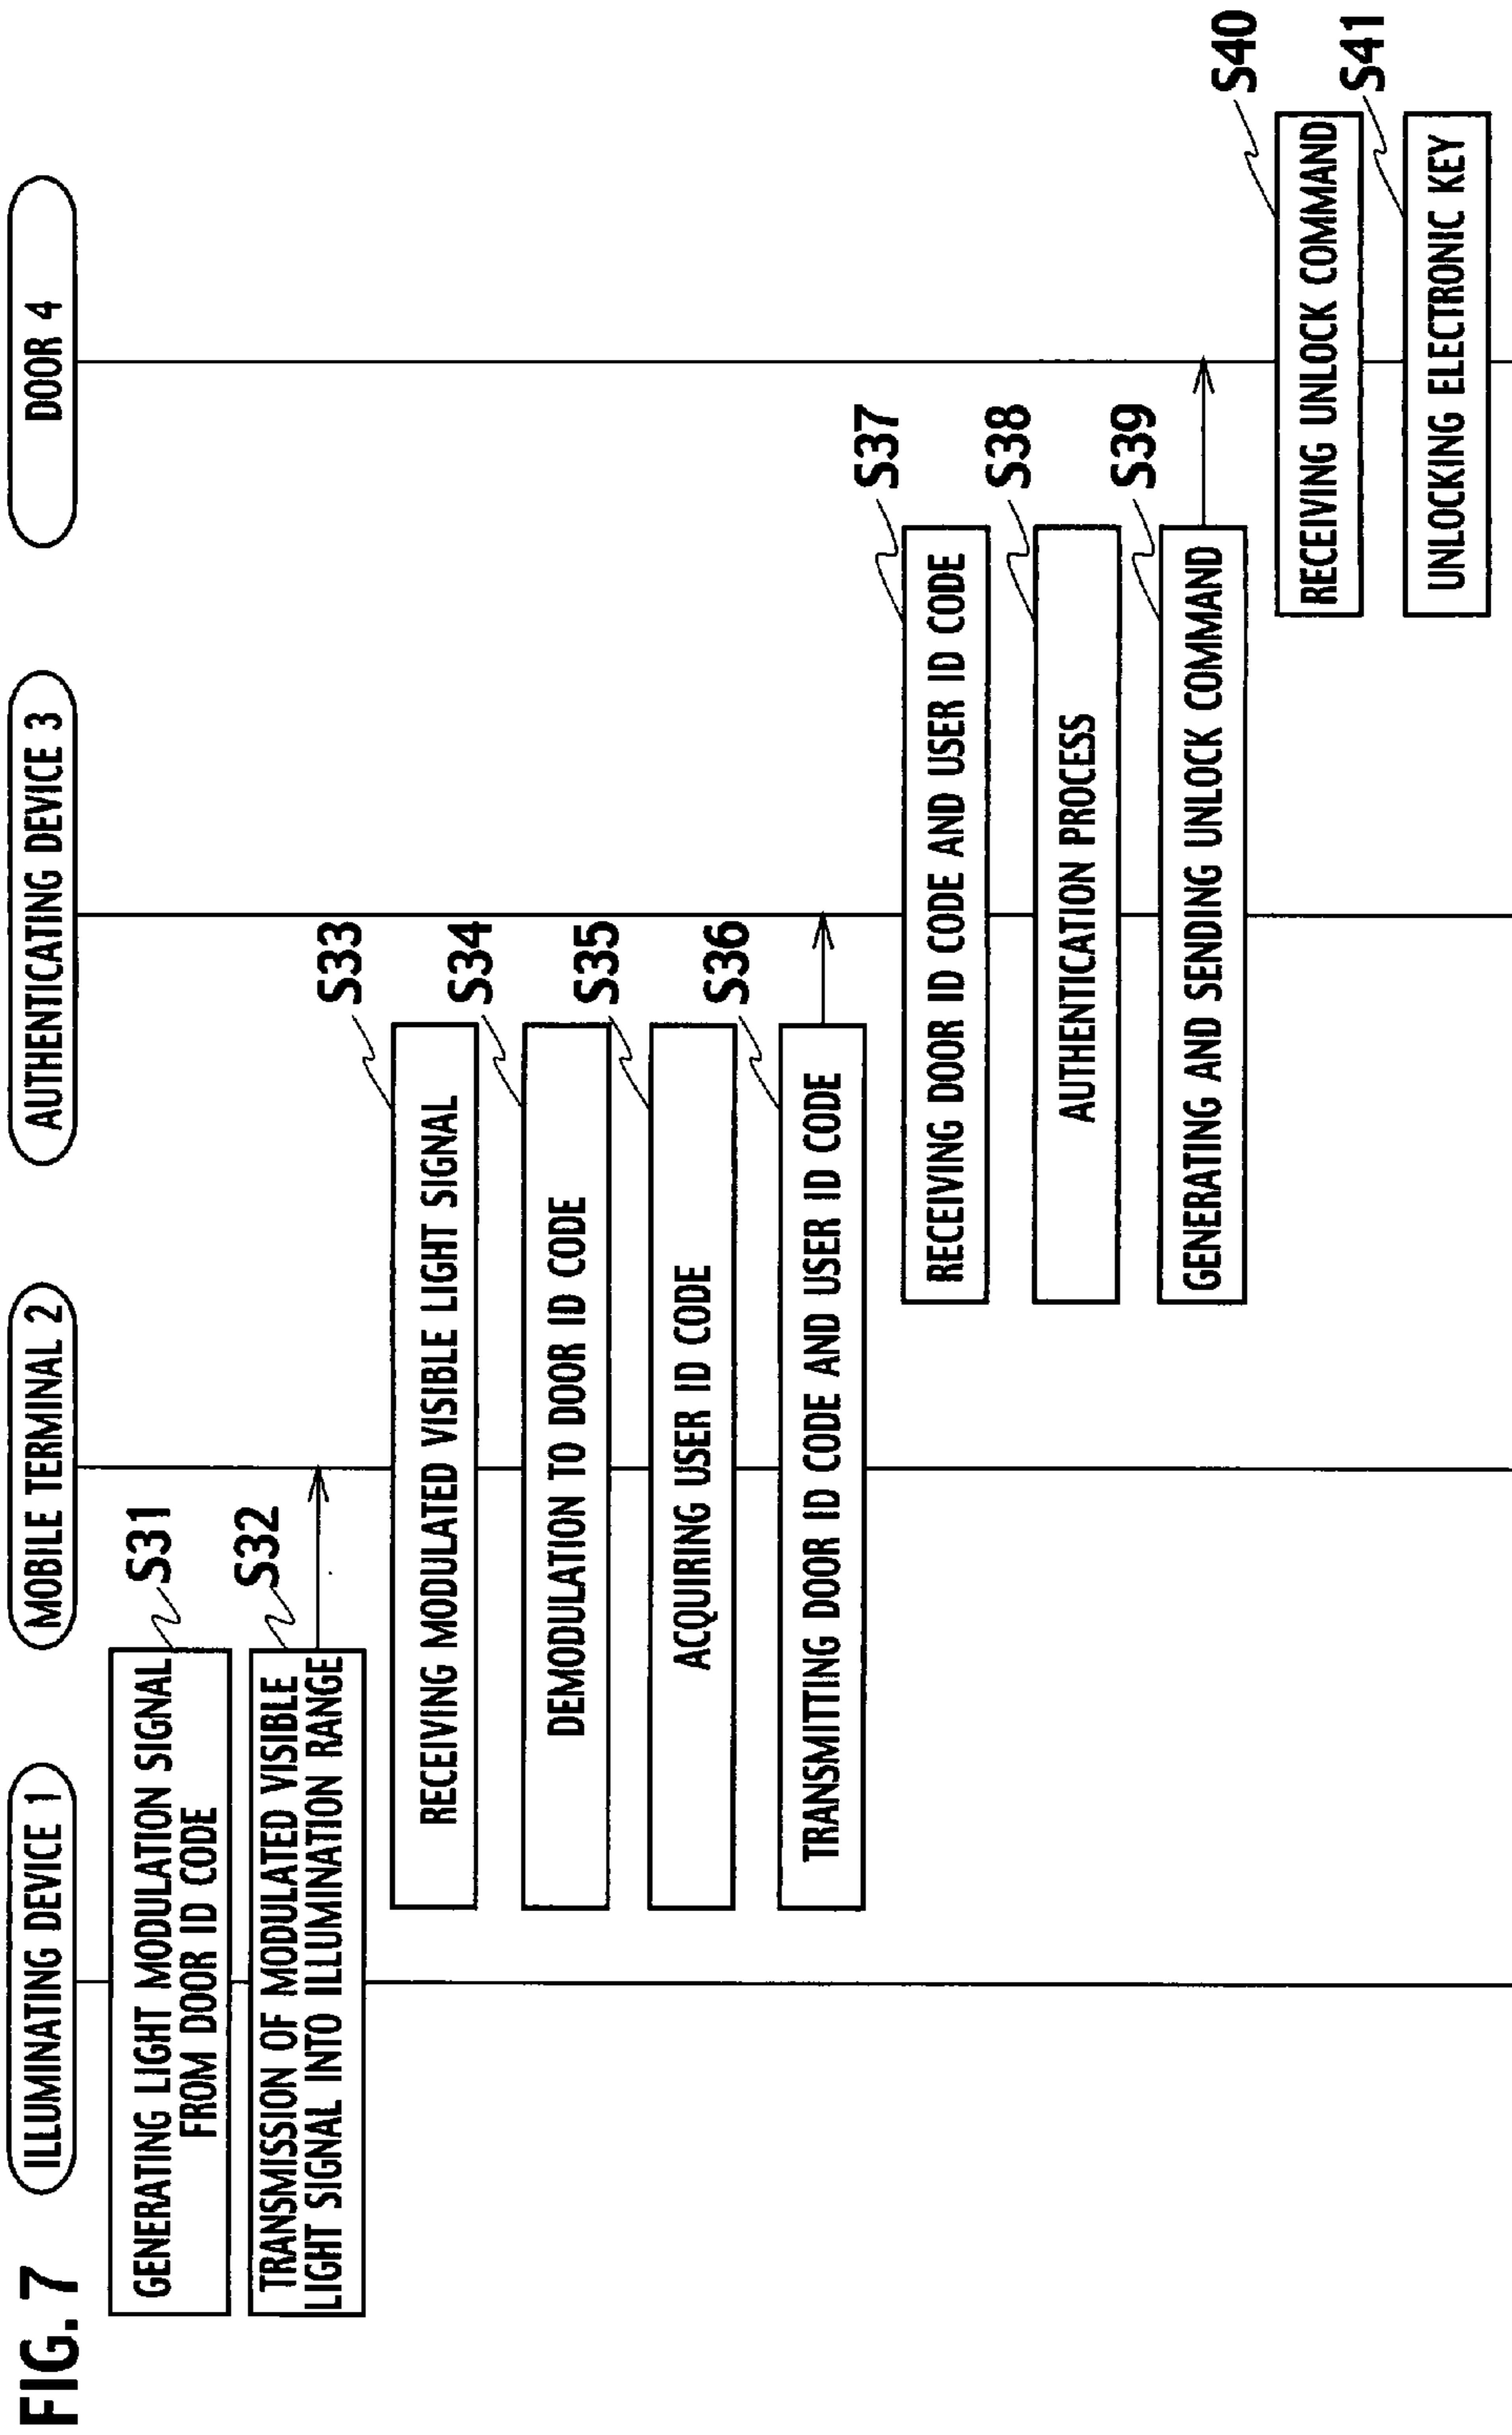 FIG. 7
ILLUMINATING DEVICE 1
MOBILE TERMINAL 2
AUTHENTICATING DEVICE 3
DOOR 4
GENERATING LIGHT MODULATION SIGNAL
FROM DOOR ID CODE
S31
TRANSMISSION OF MODULATED VISIBLE
LIGHT SIGNAL INTO ILLUMINATION RANGE
S32
RECEIVING MODULATED VISIBLE LIGHT SIGNAL
S33
DEMODULATION TO DOOR ID CODE
S34
ACQUIRING USER ID CODE
S35
TRANSMITTING DOOR ID CODE AND USER ID CODE
S36
RECEIVING DOOR ID CODE AND USER ID CODE
S37
AUTHENTICATION PROCESS
S38
GENERATING AND SENDING UNLOCK COMMAND
S39
RECEIVING UNLOCK COMMAND
S40
UNLOCKING ELECTRONIC KEY
S41